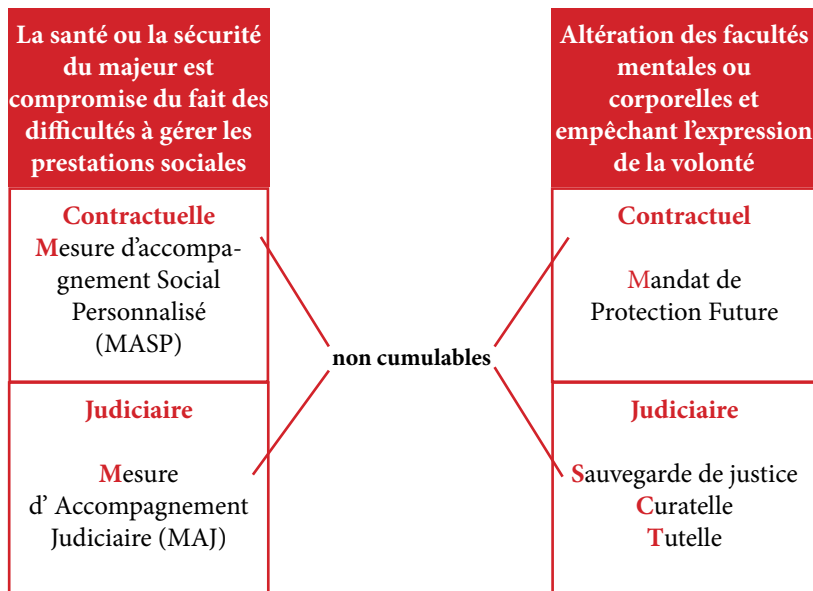 La santé ou la sécurité
du majeur est
compromise du fait des
difficultés à gérer les
prestations sociales
Contractuelle
Mesure d'accompa-
gnement Social
Personnalisé
(MASP)
Judiciaire
Mesure
d' Accompagnement
Judiciaire (MAJ)
non cumulables
Altération des facultés
mentales ou
corporelles et
empêchant l'expression
de la volonté
Contractuel
Mandat de
Protection Future
Judiciaire
Sauvegarde de justice
Curatelle
Tutelle